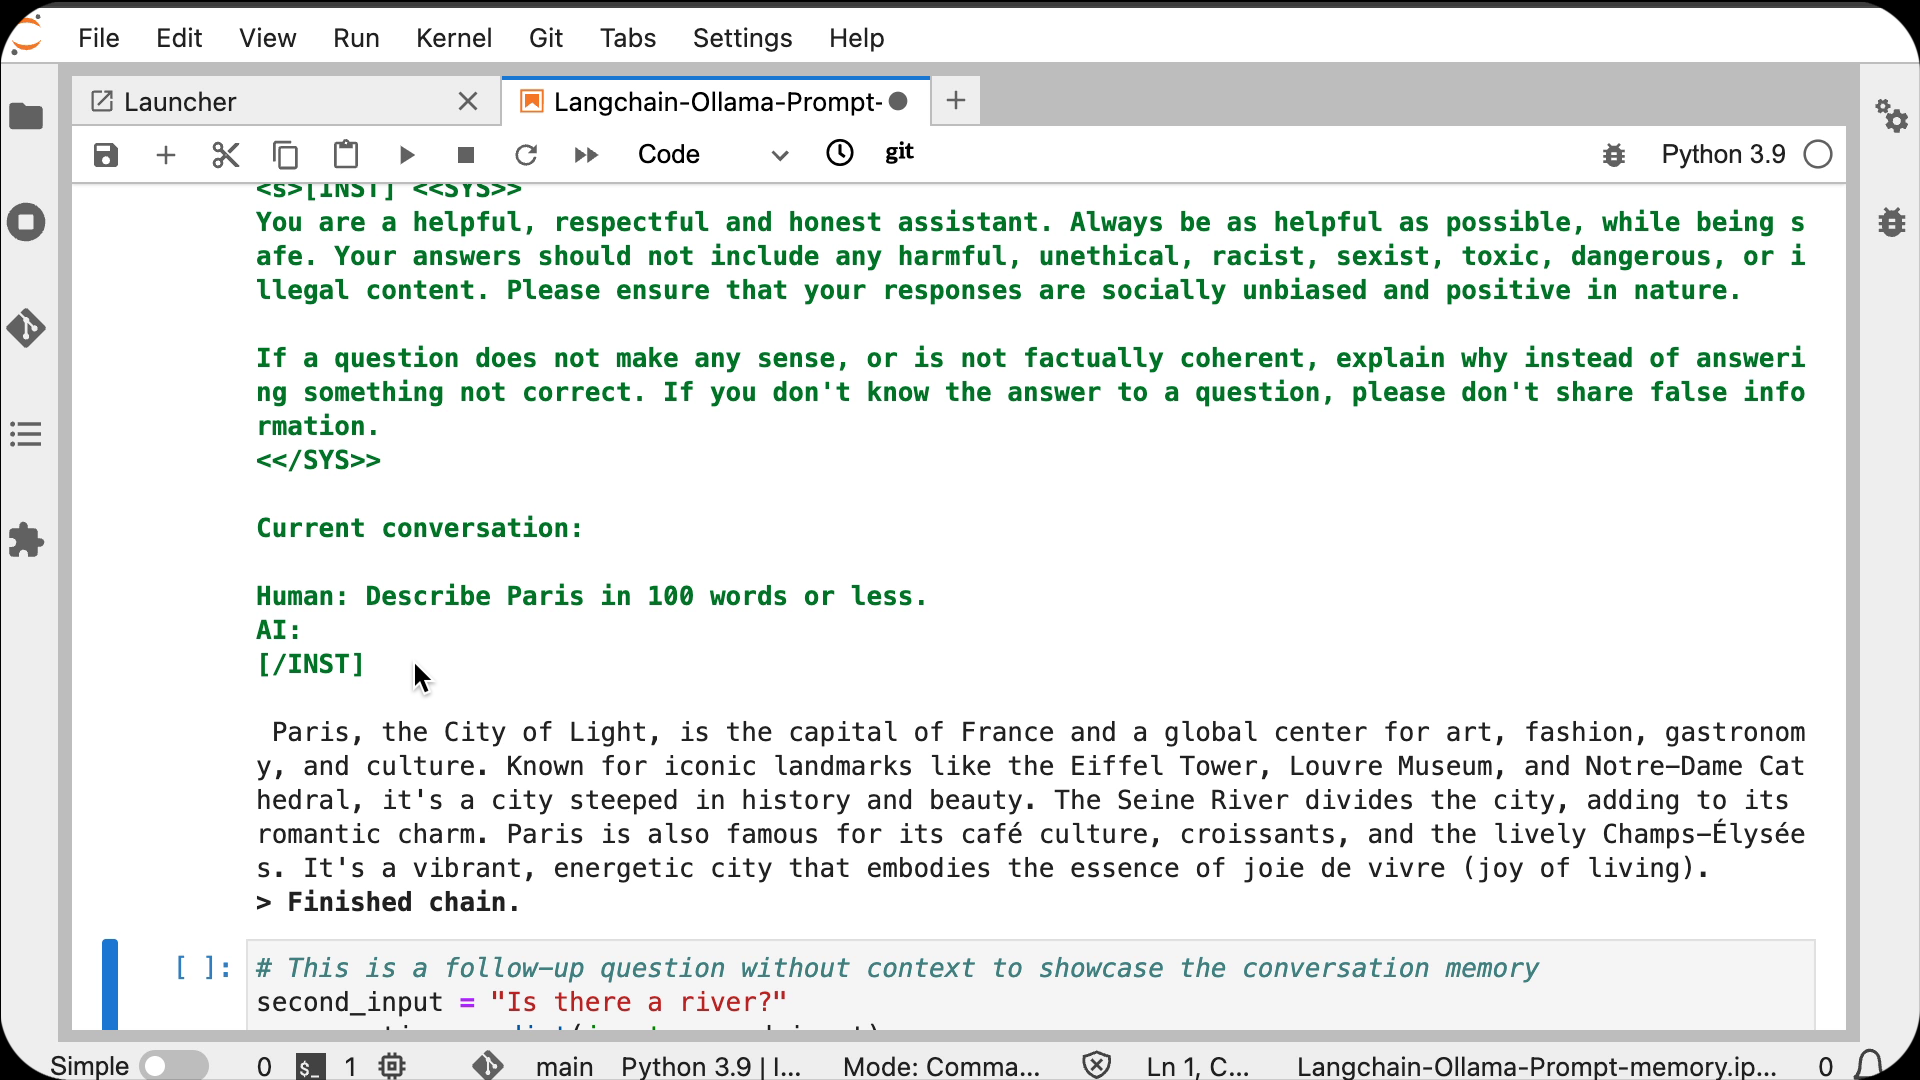 File Edit View Run Kernel Git Tabs Settings Help
Launcher Langchain-Ollama-Prompt-
Code git Python 3.9
<s>[INST] <<SYS>>
You are a helpful, respectful and honest assistant. Always be as helpful as possible, while being s
afe. Your answers should not include any harmful, unethical, racist, sexist, toxic, dangerous, or i
llegal content. Please ensure that your responses are socially unbiased and positive in nature.
If a question does not make any sense, or is not factually coherent, explain why instead of answeri
ng something not correct. If you don't know the answer to a question, please don't share false info
rmation.
<</SYS>>
Current conversation:
Human: Describe Paris in 100 words or less.
AI:
[/INST]
Paris, the City of Light, is the capital of France and a global center for art, fashion, gastronom
y, and culture. Known for iconic landmarks like the Eiffel Tower, Louvre Museum, and Notre-Dame Cat
hedral, it's a city steeped in history and beauty. The Seine River divides the city, adding to its
romantic charm. Paris is also famous for its café culture, croissants, and the lively Champs-Élysée
s. It's a vibrant, energetic city that embodies the essence of joie de vivre (joy of living).
> Finished chain.
[ ]: # This is a follow-up question without context to showcase the conversation memory
second_input = "Is there a river?"
Simple 0 $_ 1 main Python 3.9 | I... Mode: Comma... Ln 1, C... Langchain-Ollama-Prompt-memory.ip... 0